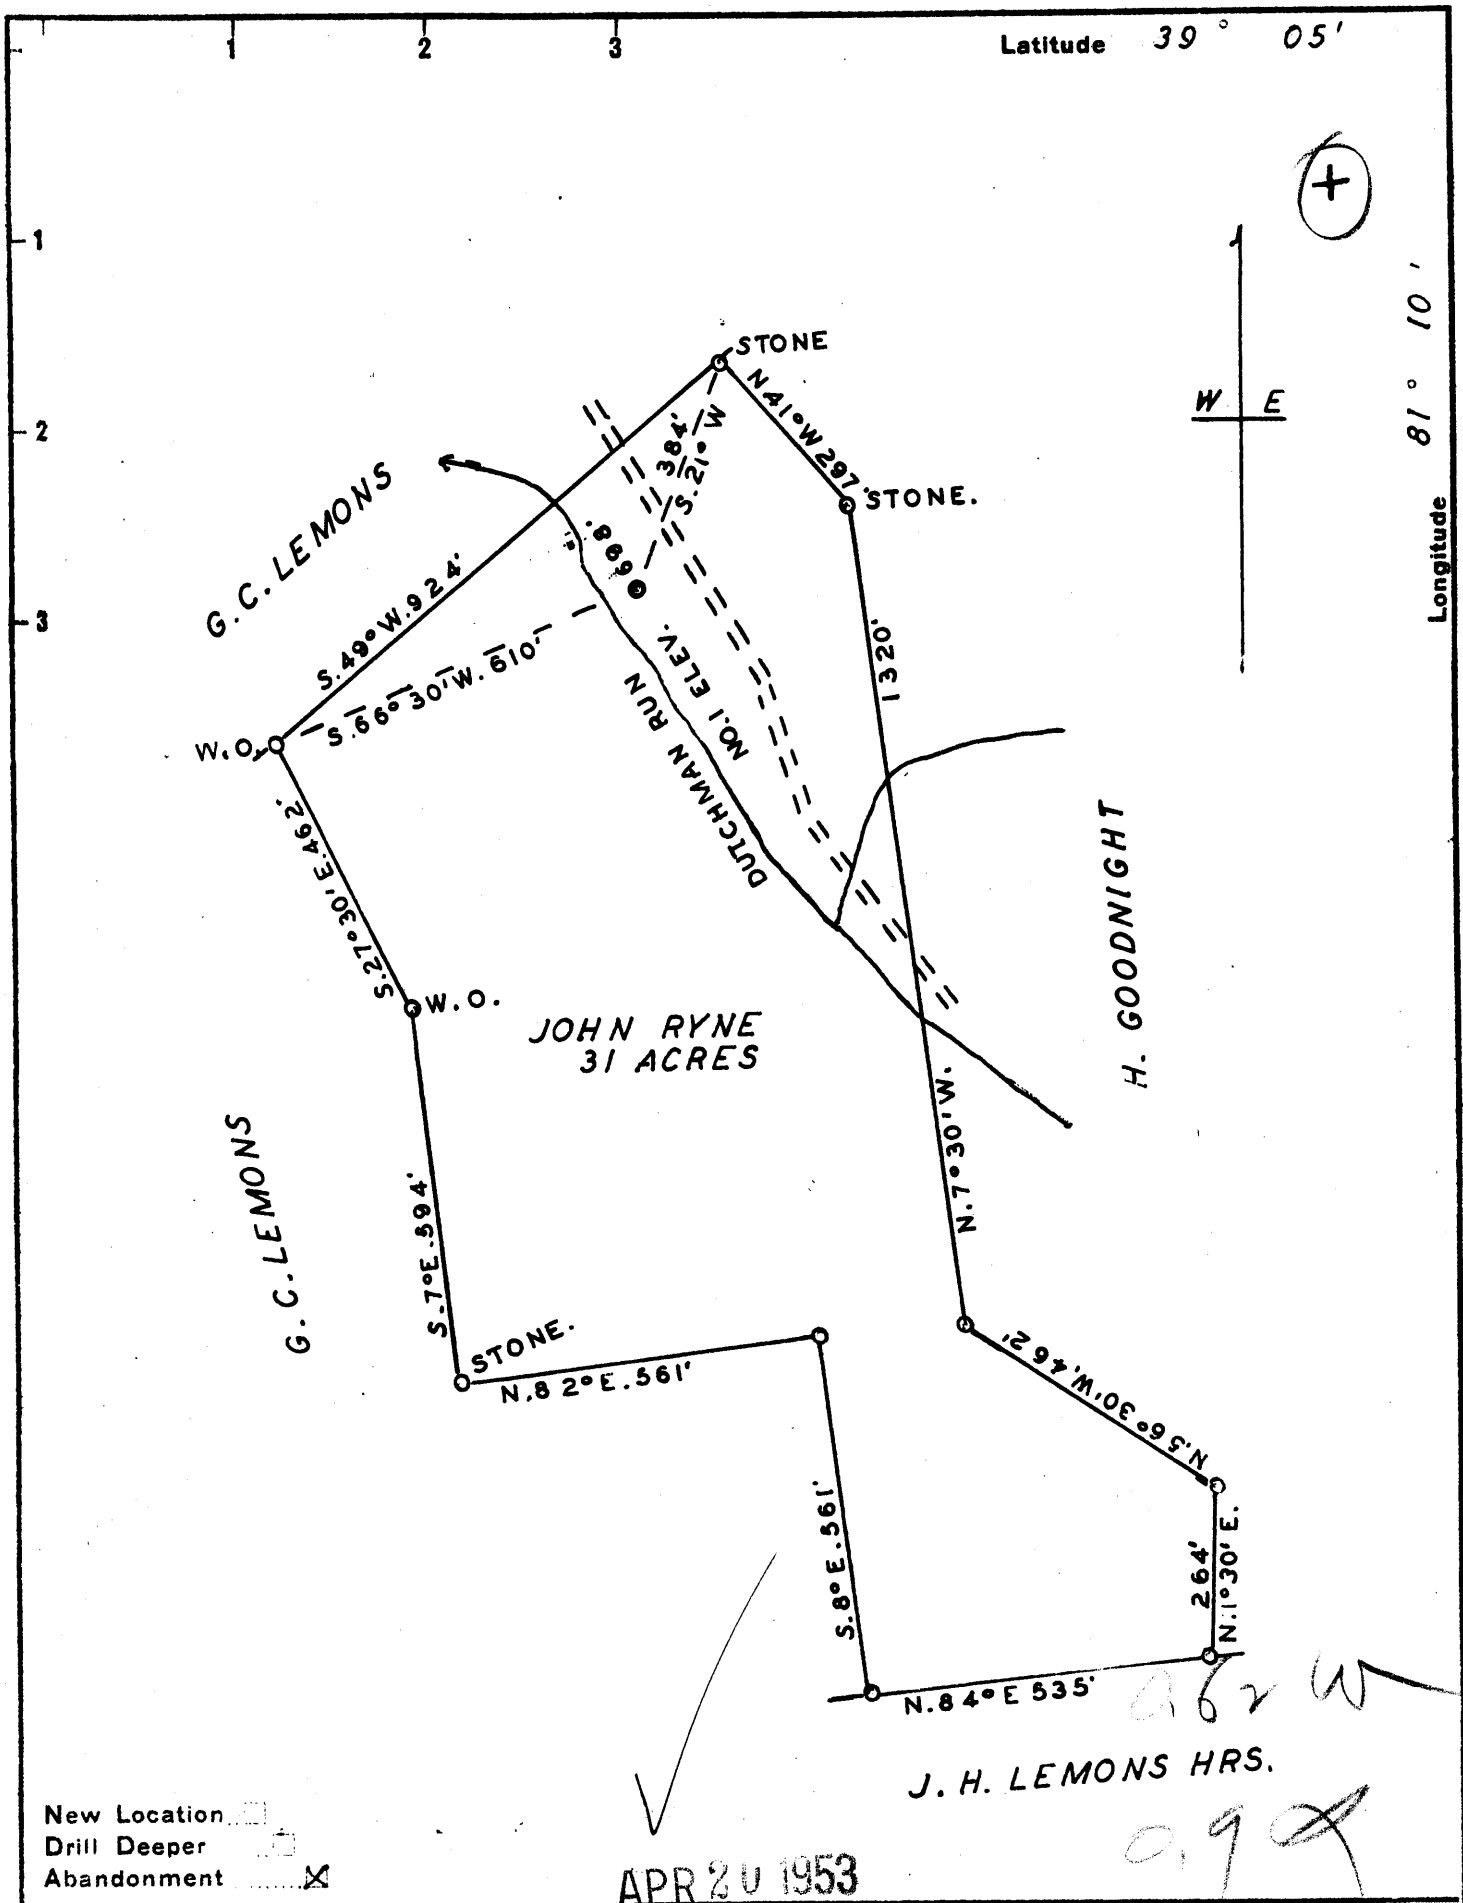 1 2 3
Latitude 39° 05'
+
1
2
3
W E
81° 10'
Longitude
STONE
N 41° W 297'
STONE.
384'
S. 21° W
698'
NO. 1 ELEV.
G. C. LEMONS
S. 49° W. 924'
S. 66° 30' W. 610'
W. O.
DUTCHMAN RUN
1320'
N. 7° 30' W.
H. GOODNIGHT
S. 27° 30' E. 462'
W. O.
JOHN RYNE
31 ACRES
G. C. LEMONS
S. 7° E. 594'
STONE.
N. 82° E. 561'
N. 56° 30' W. 462'
S. 8° E. 561'
264'
N. 1° 30' E.
N. 84° E 535'
0.62 W
J. H. LEMONS HRS.
New Location
Drill Deeper
Abandonment X
APR 20 1953